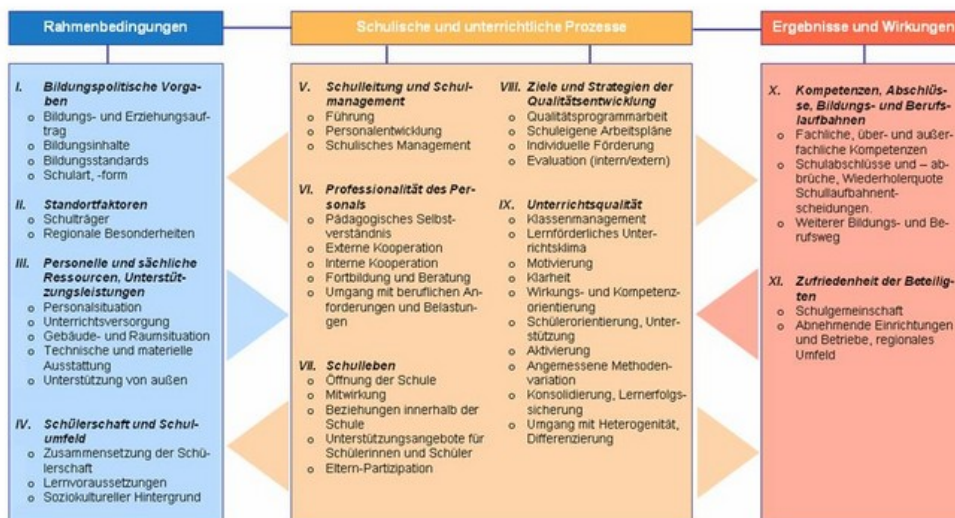 Rahmenbedingungen
I. Bildungspolitische Vorga-
ben
o Bildungs- und Erziehungsauf-
trag
o Bildungsinhalte
o Bildungsstandards
o Schulart, -form
II. Standortfaktoren
o Schulträger
o Regionale Besonderheiten
III. Personelle und sächliche
Ressourcen, Unterstüt-
zungsleistungen
o Personalsituation
o Unterrichtsversorgung
o Gebäude- und Raumsituation
o Technische und materielle
Ausstattung
o Unterstützung von außen
IV. Schülerschaft und Schul-
umfeld
o Zusammensetzung der Schü-
lerschaft
o Lernvoraussetzungen
o Soziokultureller Hintergrund
Schulische und unterrichtliche Prozesse
V. Schulleitung und Schul-
management
o Führung
o Personalentwicklung
o Schulisches Management
VI. Professionalität des Per-
sonals
o Pädagogisches Selbst-
verständnis
o Externe Kooperation
o Interne Kooperation
o Fortbildung und Beratung
o Umgang mit beruflichen An-
forderungen und Belastun-
gen
VII. Schulleben
o Öffnung der Schule
o Mitwirkung
o Beziehungen innerhalb der
Schule
o Unterstützungsangebote für
Schülerinnen und Schüler
o Eltern-Partizipation
VIII. Ziele und Strategien der
Qualitätsentwicklung
o Qualitätsprogrammarbeit
o Schuleigene Arbeitspläne
o Individuelle Förderung
o Evaluation (intern/extern)
IX. Unterrichtsqualität
o Klassenmanagement
o Lernförderliches Unter-
richtsklima
o Motivierung
o Klarheit
o Wirkungs- und Kompetenz-
orientierung
o Schülerorientierung, Unter-
stützung
o Aktivierung
o Angemessene Methoden-
variation
o Konsolidierung, Lernerfolgs-
sicherung
o Umgang mit Heterogenität,
Differenzierung
Ergebnisse und Wirkungen
X. Kompetenzen, Abschlüs-
se, Bildungs- und Berufs-
laufbahnen
o Fachliche, über- und außer-
fachliche Kompetenzen
o Schulabschlüsse und – ab-
brüche, Wiederholerquote
Schullaufbahnent-
scheidungen.
o Weiterer Bildungs- und Be-
rufsweg
XI. Zufriedenheit der Beteilig-
ten
o Schulgemeinschaft
o Abnehmende Einrichtungen
und Betriebe, regionales
Umfeld